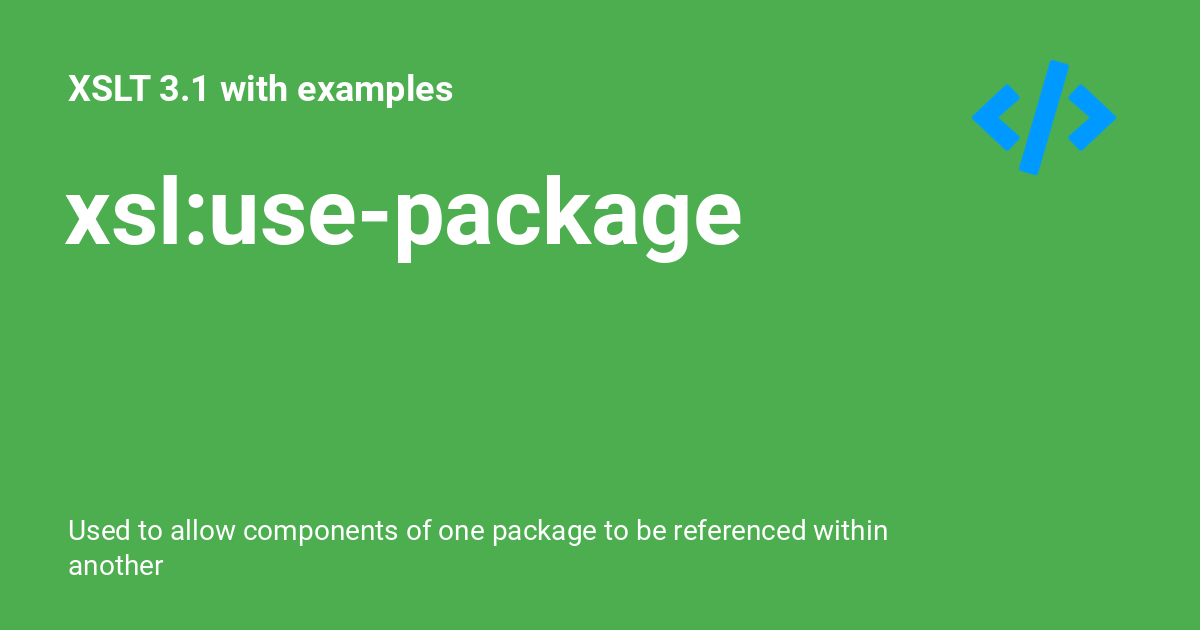 XSLT 3.1 with examples
xsl:use-package
Used to allow components of one package to be referenced within
another